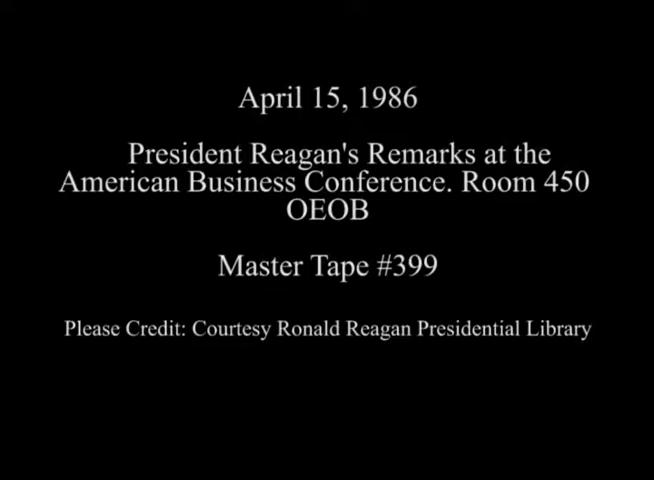 April 15, 1986
President Reagan's Remarks at the
American Business Conference. Room 450
OEOB
Master Tape #399
Please Credit: Courtesy Ronald Reagan Presidential Library